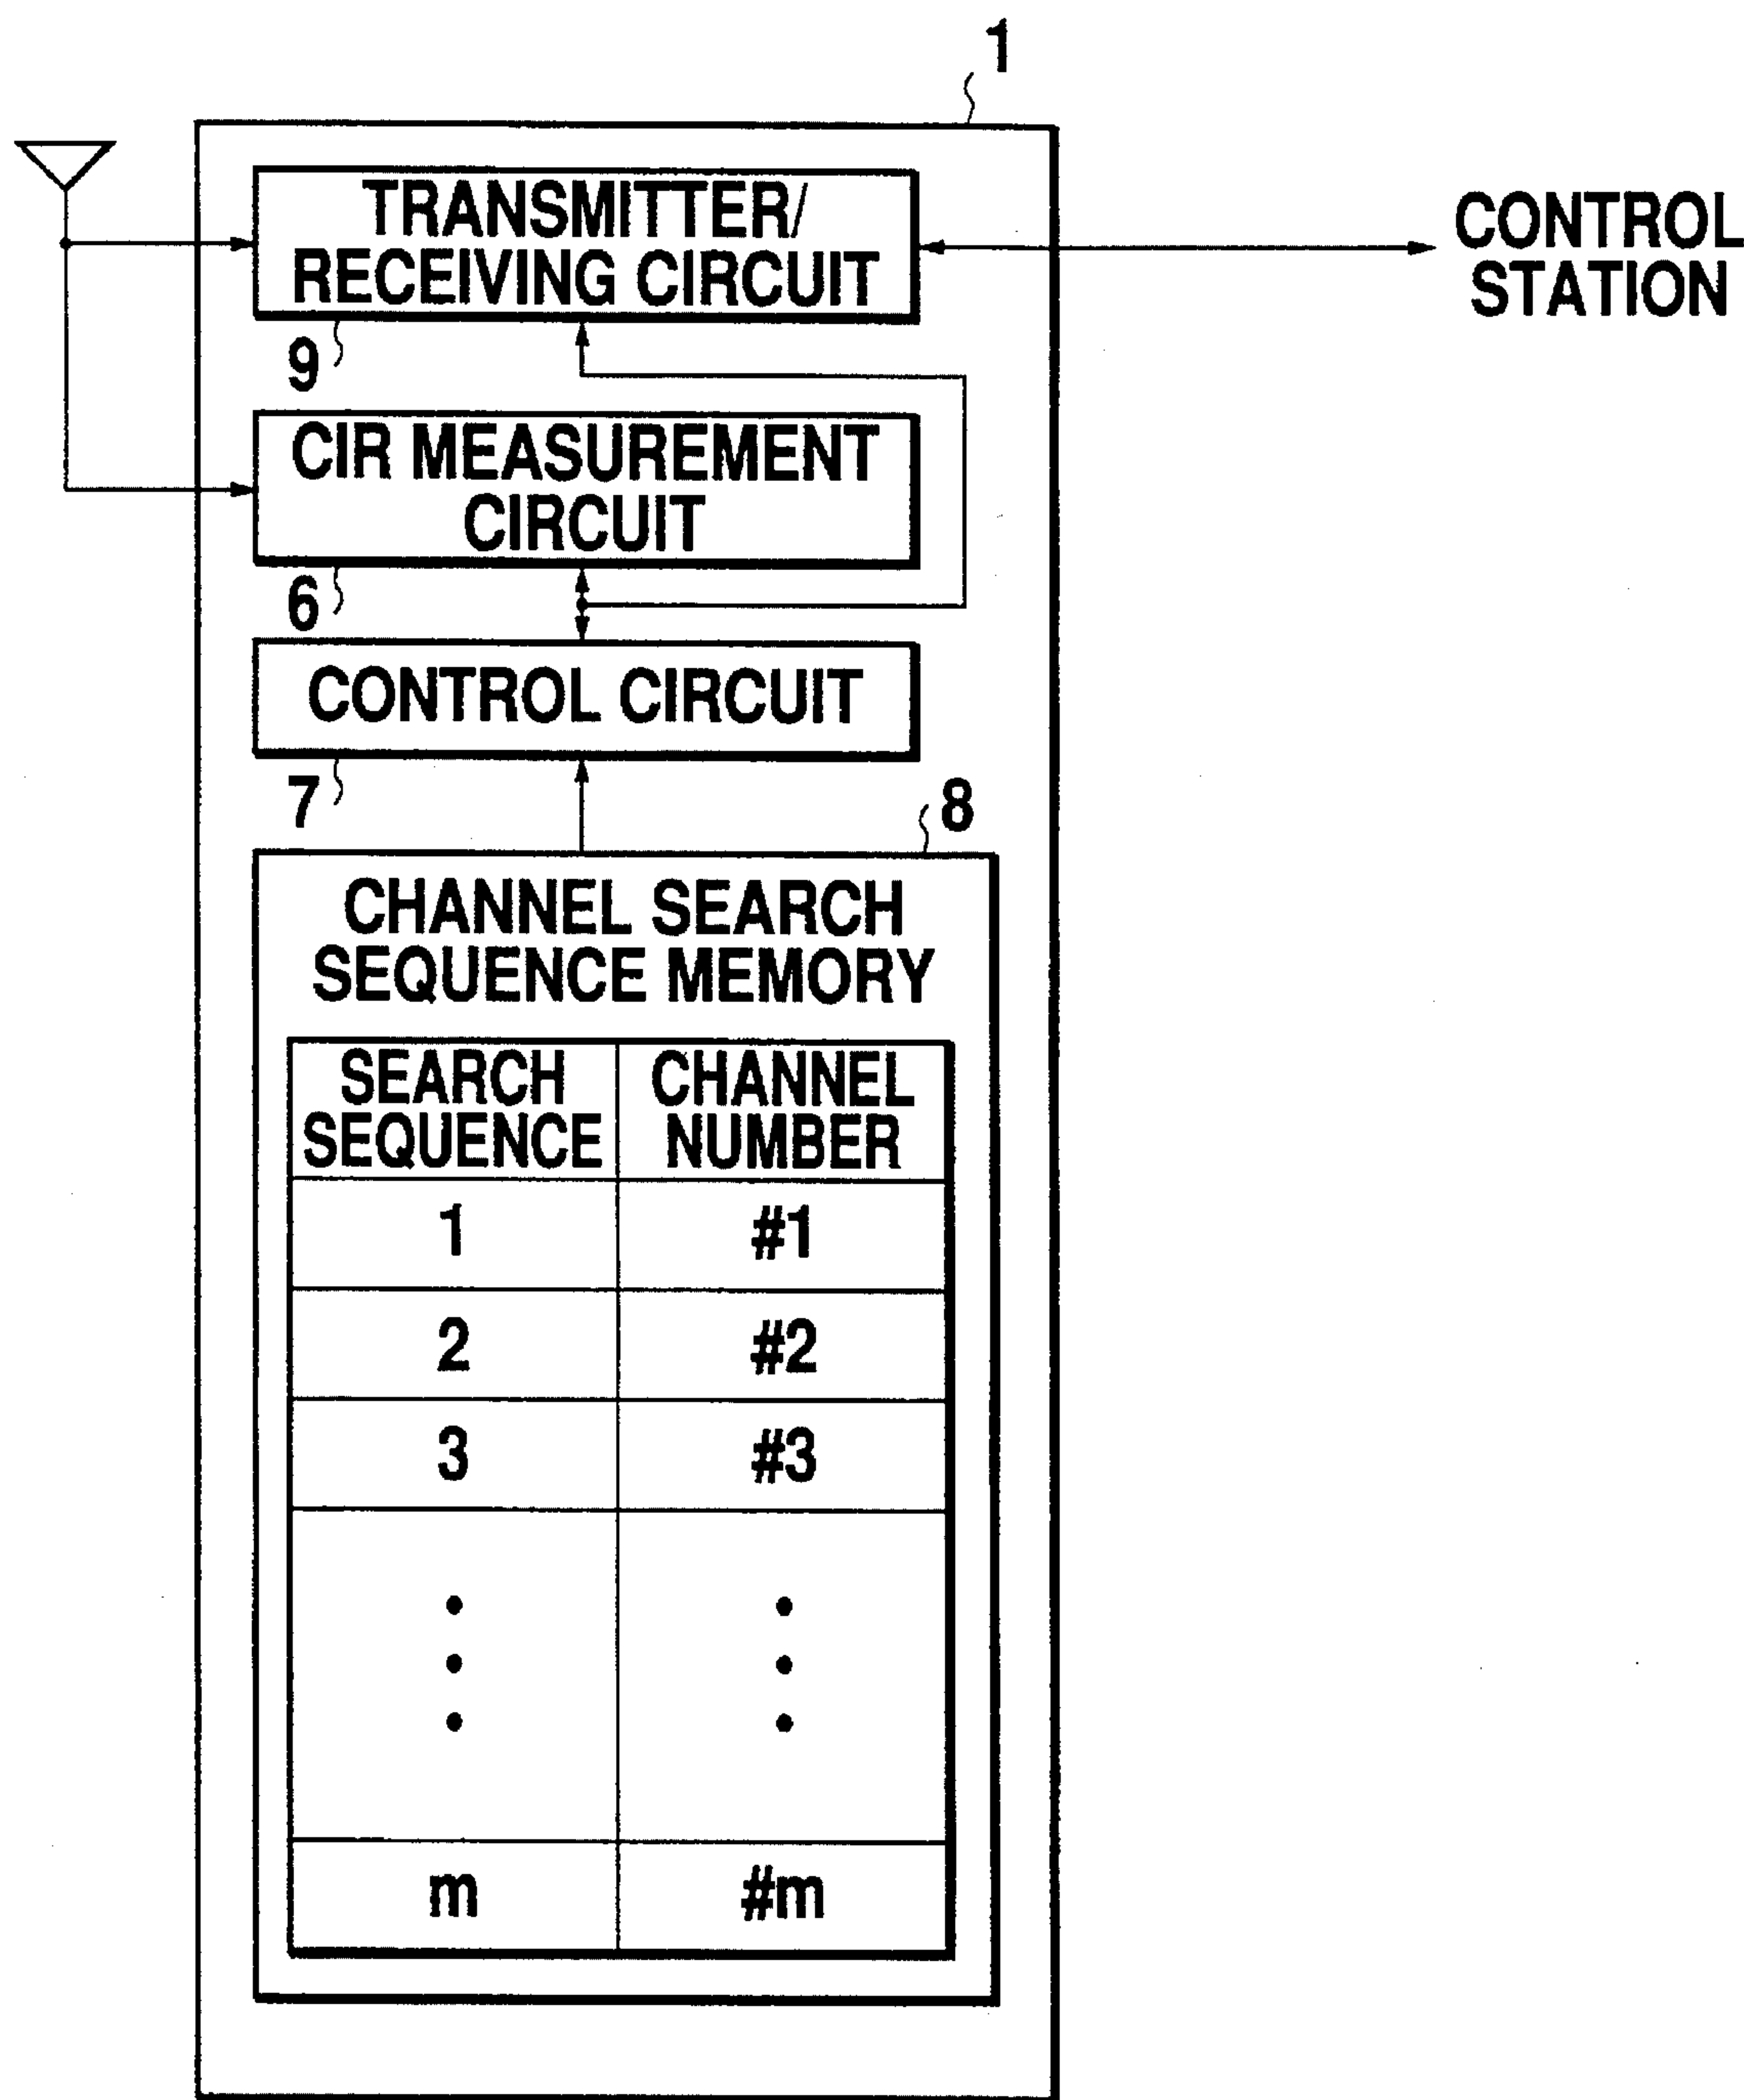 1
TRANSMITTER/
RECEIVING CIRCUIT
CONTROL
STATION
9
CIR MEASUREMENT
CIRCUIT
6
CONTROL CIRCUIT
7
8
CHANNEL SEARCH
SEQUENCE MEMORY
SEARCH
SEQUENCE
CHANNEL
NUMBER
1 #1
2 #2
3 #3
m #m